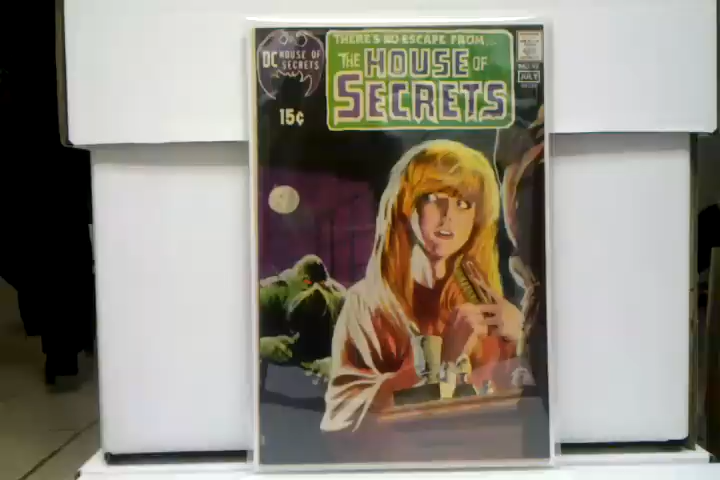 THERE'S NO ESCAPE FROM...
DC HOUSE OF
SECRETS
THE HOUSE OF
SECRETS
JULY
15¢